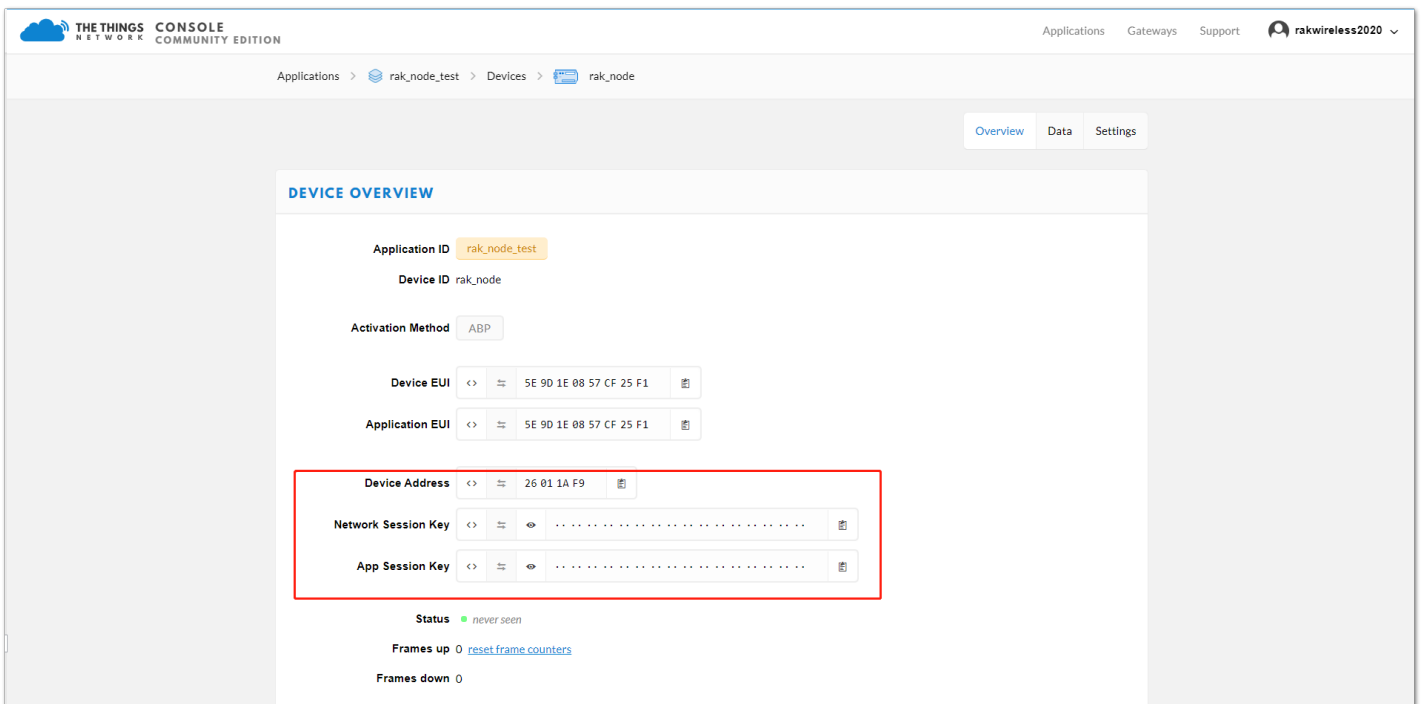 THE THINGS NETWORK CONSOLE COMMUNITY EDITION
Applications Gateways Support rakwireless2020
Applications > rak_node_test > Devices > rak_node
Overview Data Settings
DEVICE OVERVIEW
Application ID rak_node_test
Device ID rak_node
Activation Method ABP
Device EUI <> 5E 9D 1E 08 57 CF 25 F1
Application EUI <> 5E 9D 1E 08 57 CF 25 F1
Device Address <> 26 01 1A F9
Network Session Key <> ·· ·· ·· ·· ·· ·· ·· ·· ·· ·· ·· ·· ·· ·· ·· ··
App Session Key <> ·· ·· ·· ·· ·· ·· ·· ·· ·· ·· ·· ·· ·· ·· ·· ··
Status never seen
Frames up 0 reset frame counters
Frames down 0